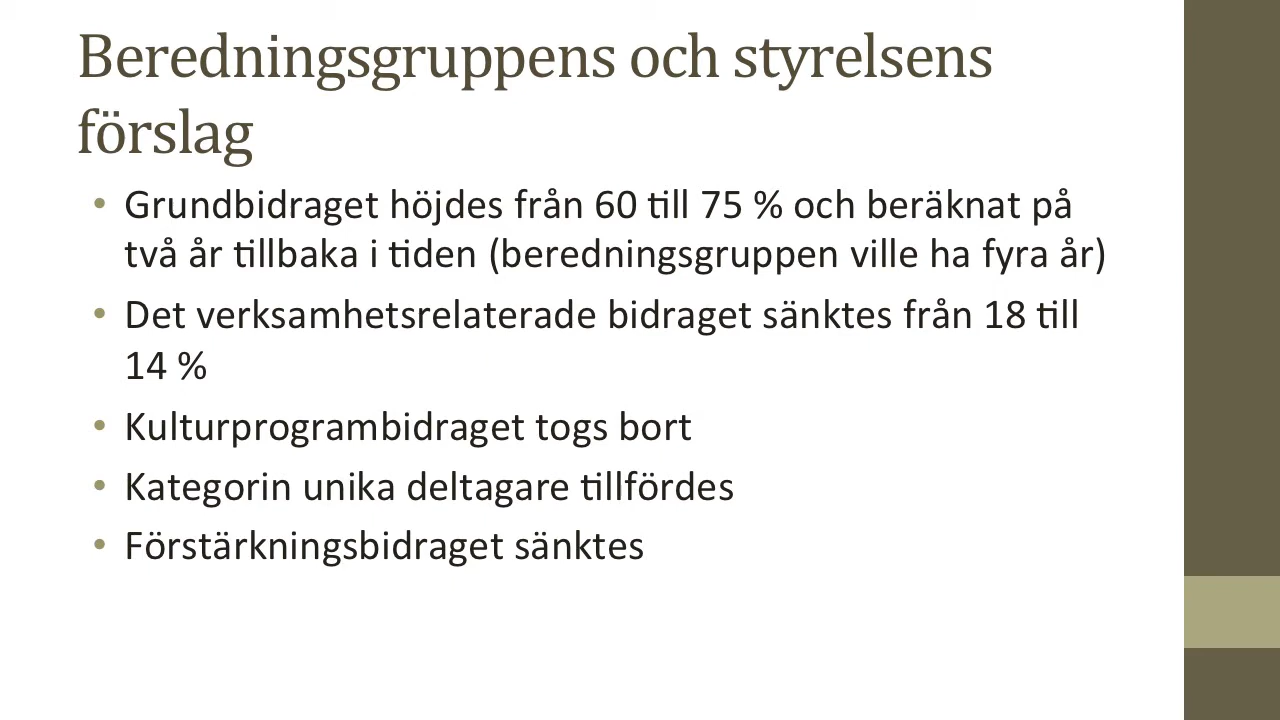 Beredningsgruppens och styrelsens
förslag
• Grundbidraget höjdes från 60 till 75 % och beräknat på
två år tillbaka i tiden (beredningsgruppen ville ha fyra år)
• Det verksamhetsrelaterade bidraget sänktes från 18 till
14 %
• Kulturprogrambidraget togs bort
• Kategorin unika deltagare tillfördes
• Förstärkningsbidraget sänktes